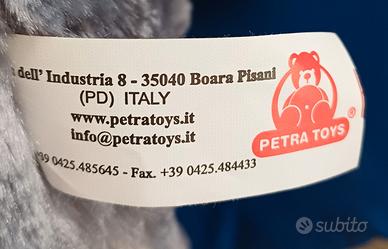 dell' Industria 8 - 35040 Boara Pisani
(PD) ITALY
www.petratoys.it
info@petratoys.it
39 0425.485645 - Fax. +39 0425.484433
PETRA TOYS
®
subito